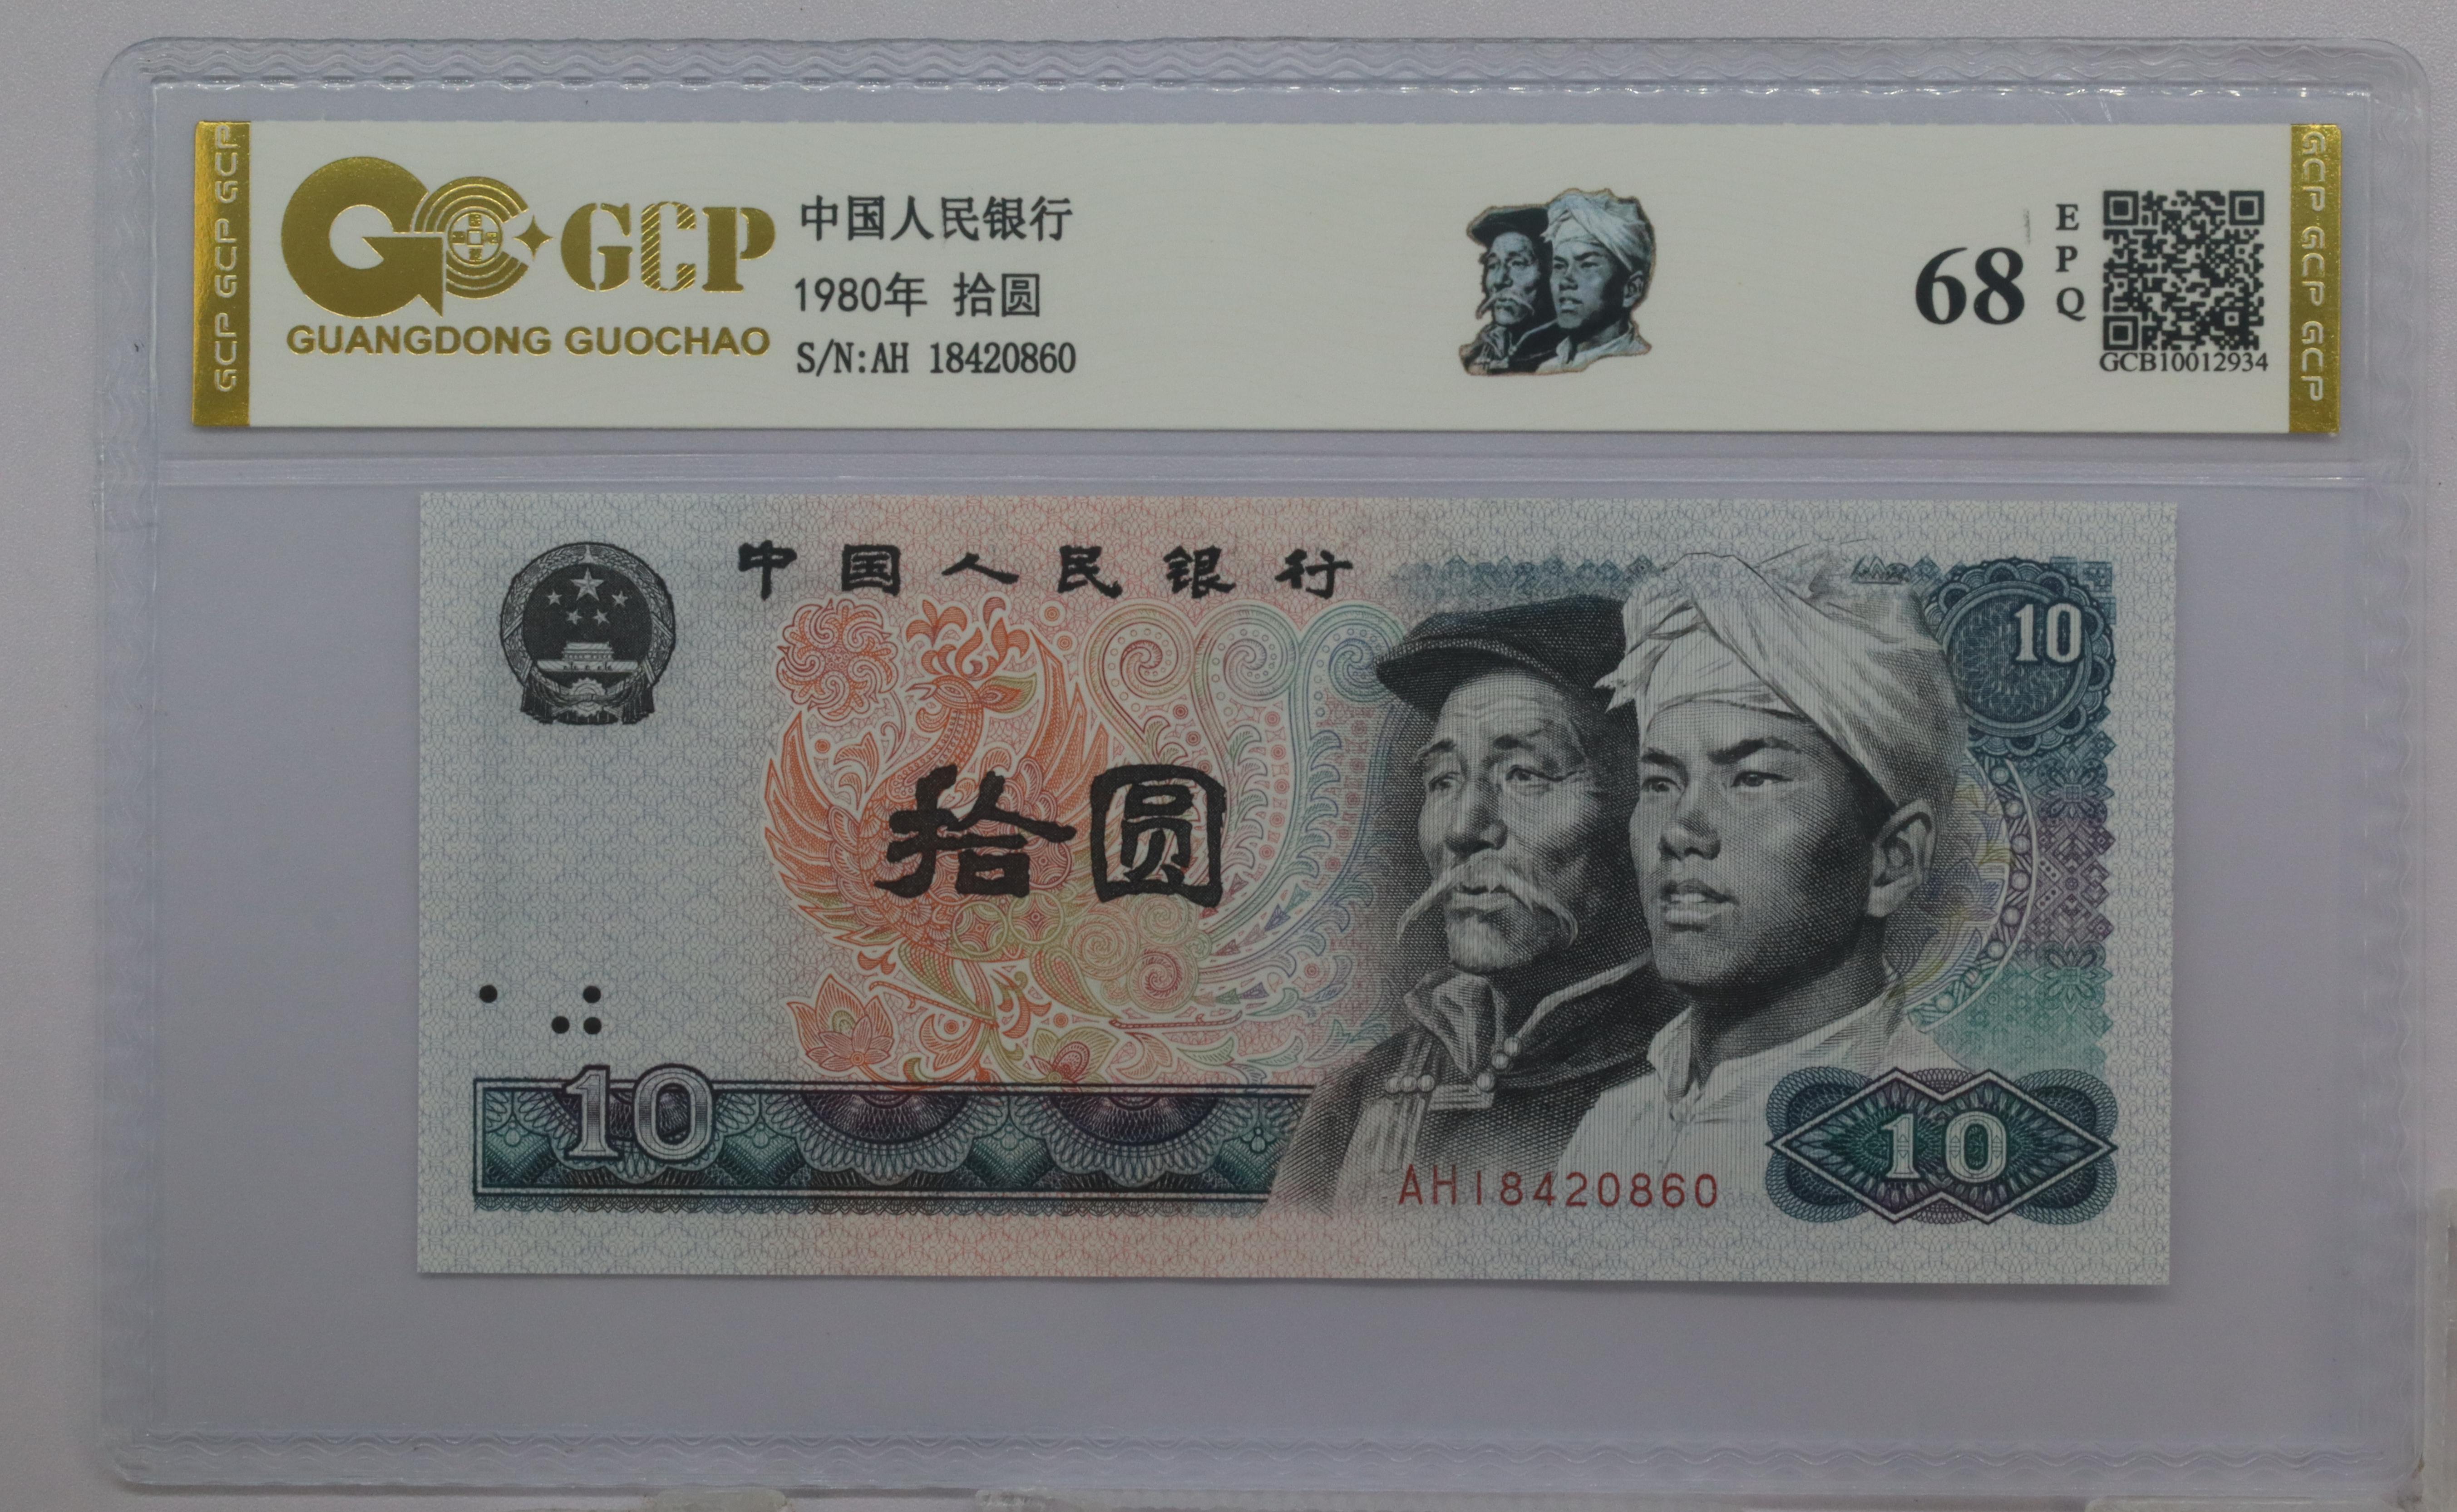 GCP GCP GCP
GCP
GUANGDONG GUOCHAO
中国人民银行
1980年 拾圆
S/N:AH 18420860
68
EPQ
GCB10012934
GCP GCP GCP
中国人民银行
10
拾圆
10
AH18420860
10